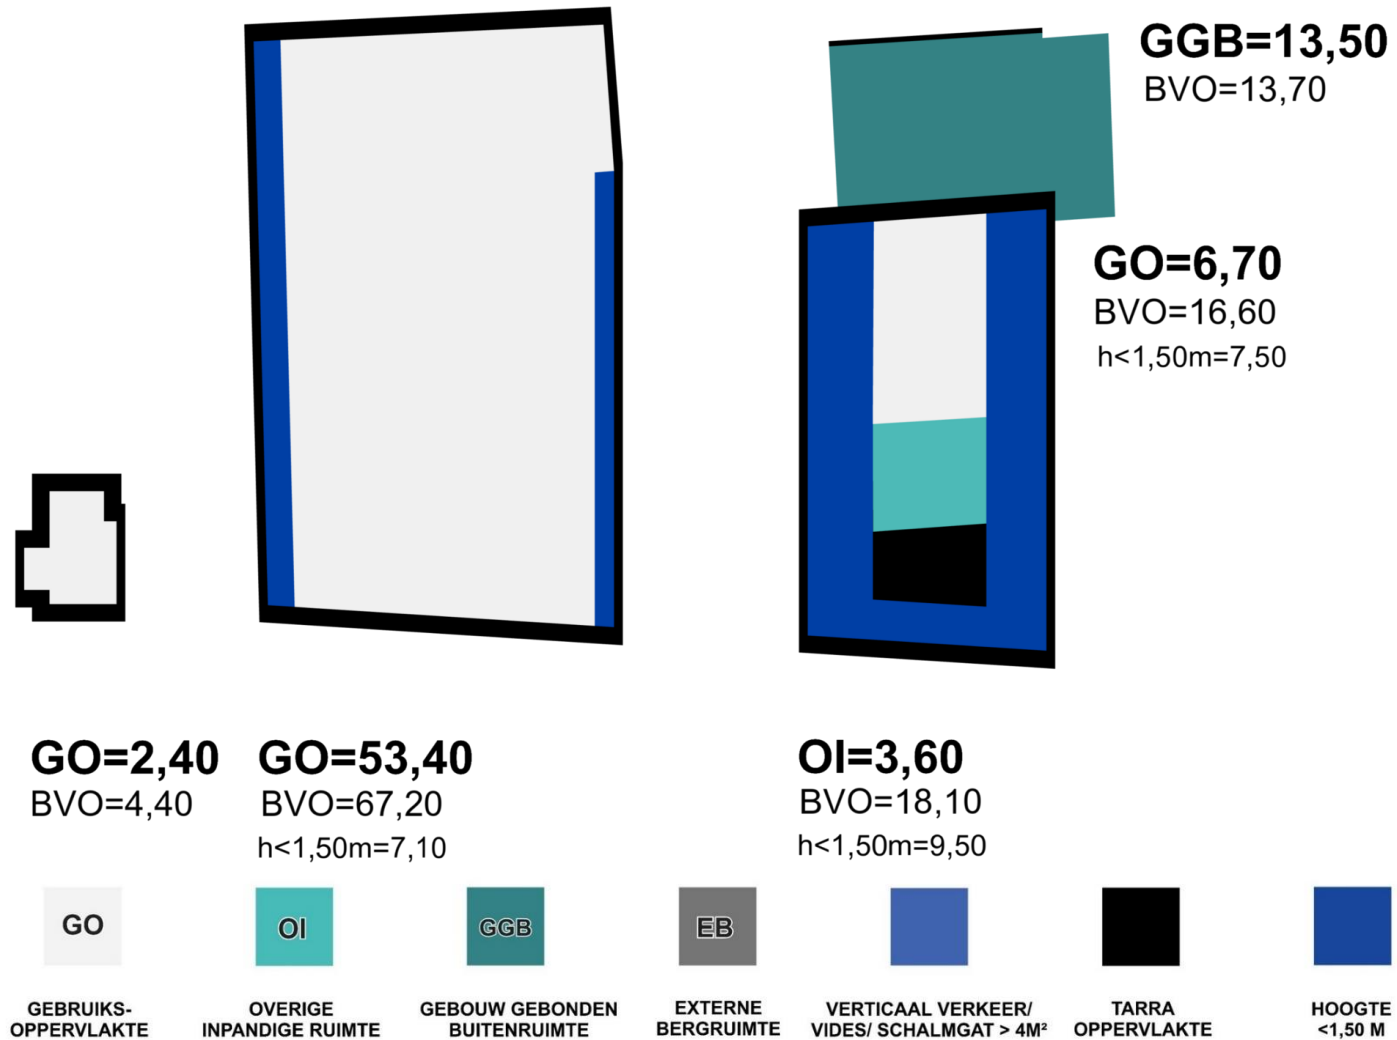 GGB=13,50
BVO=13,70
GO=6,70
BVO=16,60
h<1,50m=7,50
GO=2,40
BVO=4,40
GO=53,40
BVO=67,20
h<1,50m=7,10
OI=3,60
BVO=18,10
h<1,50m=9,50
GO
GEBRUIKS-
OPPERVLAKTE
OI
OVERIGE
INPANDIGE RUIMTE
GGB
GEBOUW GEBONDEN
BUITENRUIMTE
EB
EXTERNE
BERGRUIMTE
VERTICAAL VERKEER/
VIDES/ SCHALMGAT > 4M²
TARRA
OPPERVLAKTE
HOOGTE
<1,50 M